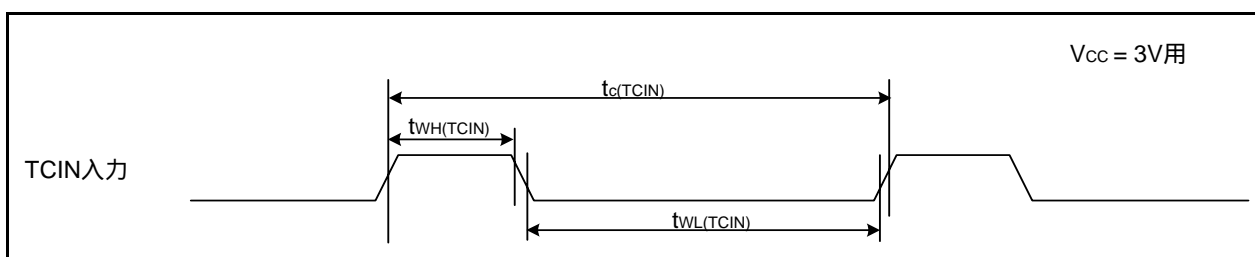 VCC = 3V用
tc(TCIN)
tWH(TCIN)
TCIN入力
tWL(TCIN)